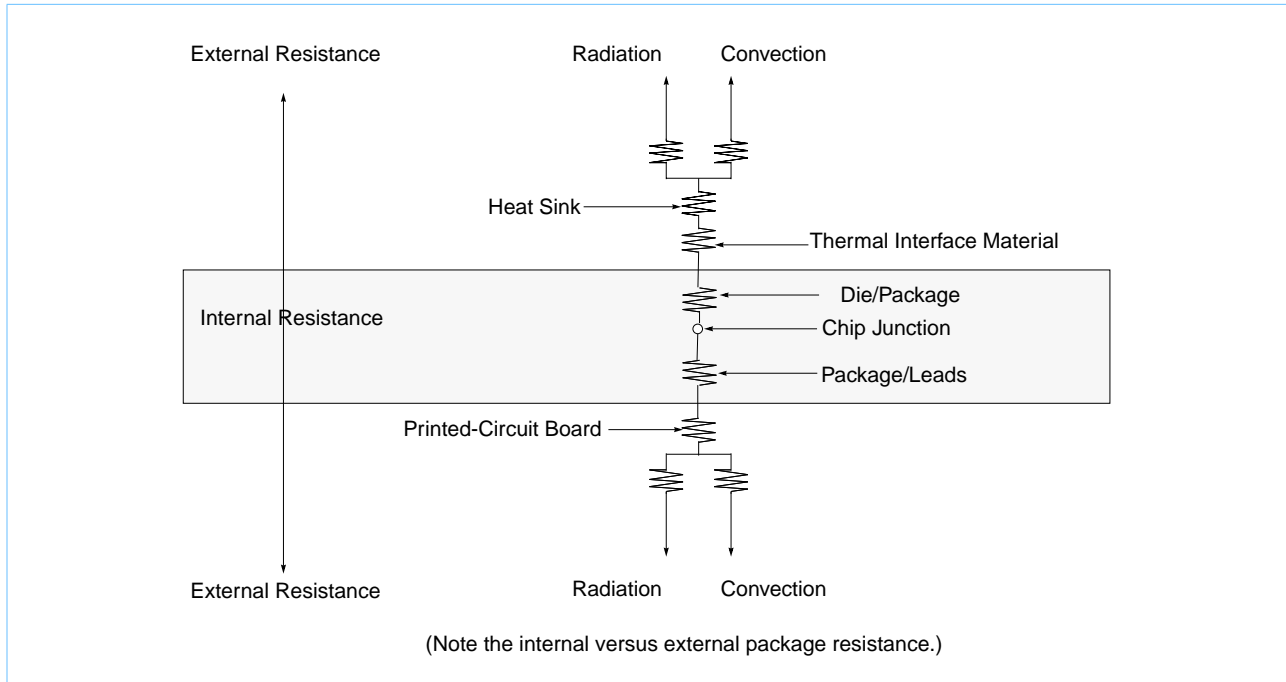 External Resistance
Radiation
Convection
Heat Sink
Thermal Interface Material
Die/Package
Internal Resistance
Chip Junction
Package/Leads
Printed-Circuit Board
External Resistance
Radiation
Convection
(Note the internal versus external package resistance.)